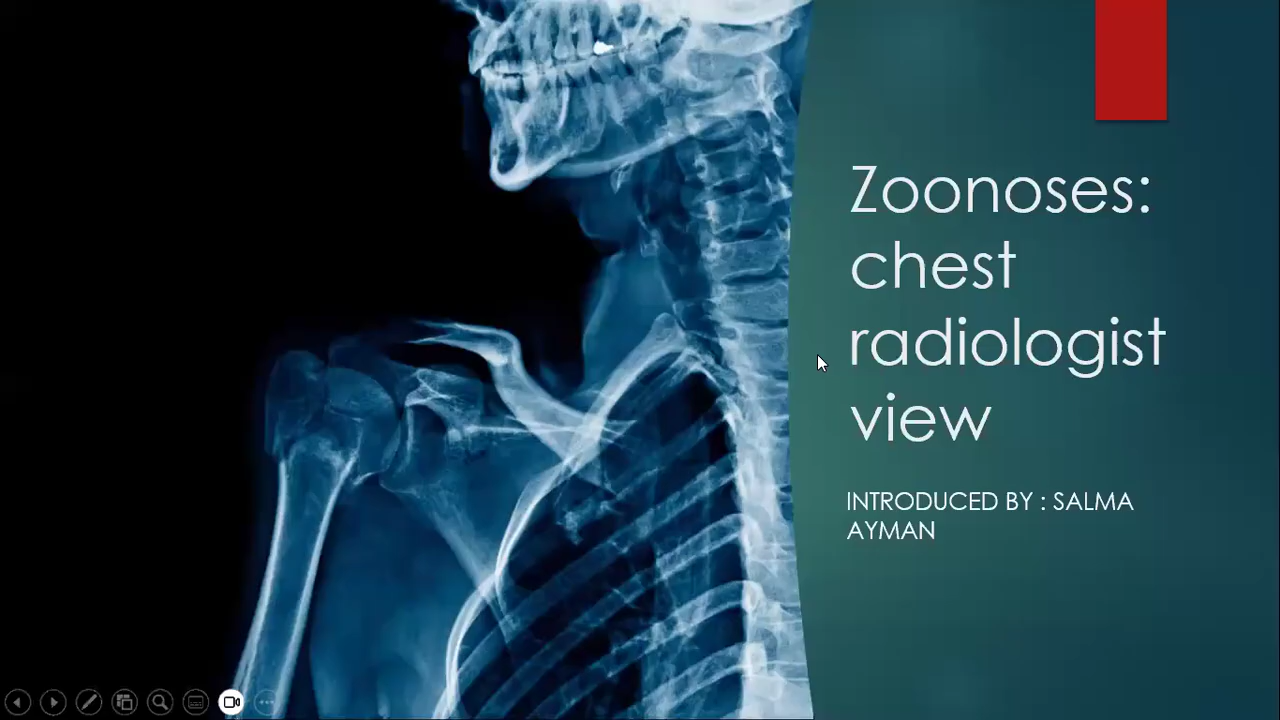 Zoonoses:
chest
radiologist
view
INTRODUCED BY : SALMA
AYMAN